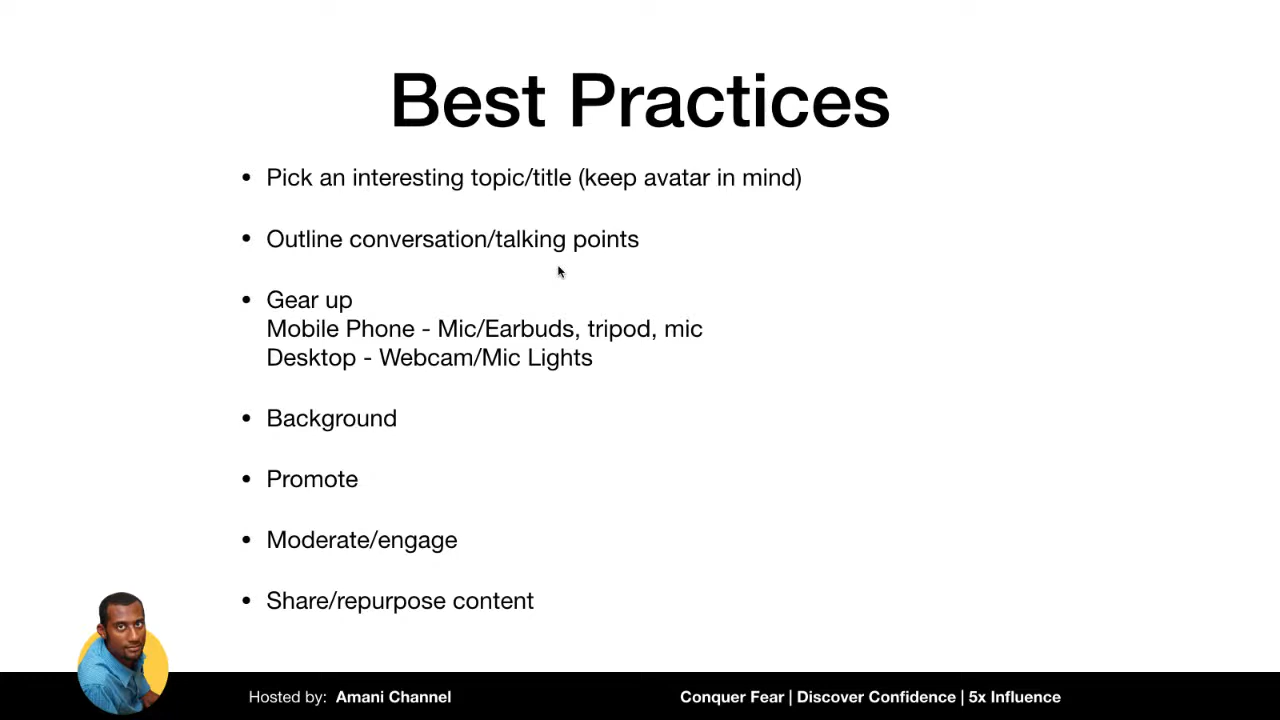 Best Practices
• Pick an interesting topic/title (keep avatar in mind)
• Outline conversation/talking points
• Gear up
Mobile Phone - Mic/Earbuds, tripod, mic
Desktop - Webcam/Mic Lights
• Background
• Promote
• Moderate/engage
• Share/repurpose content
Hosted by: Amani Channel
Conquer Fear | Discover Confidence | 5x Influence